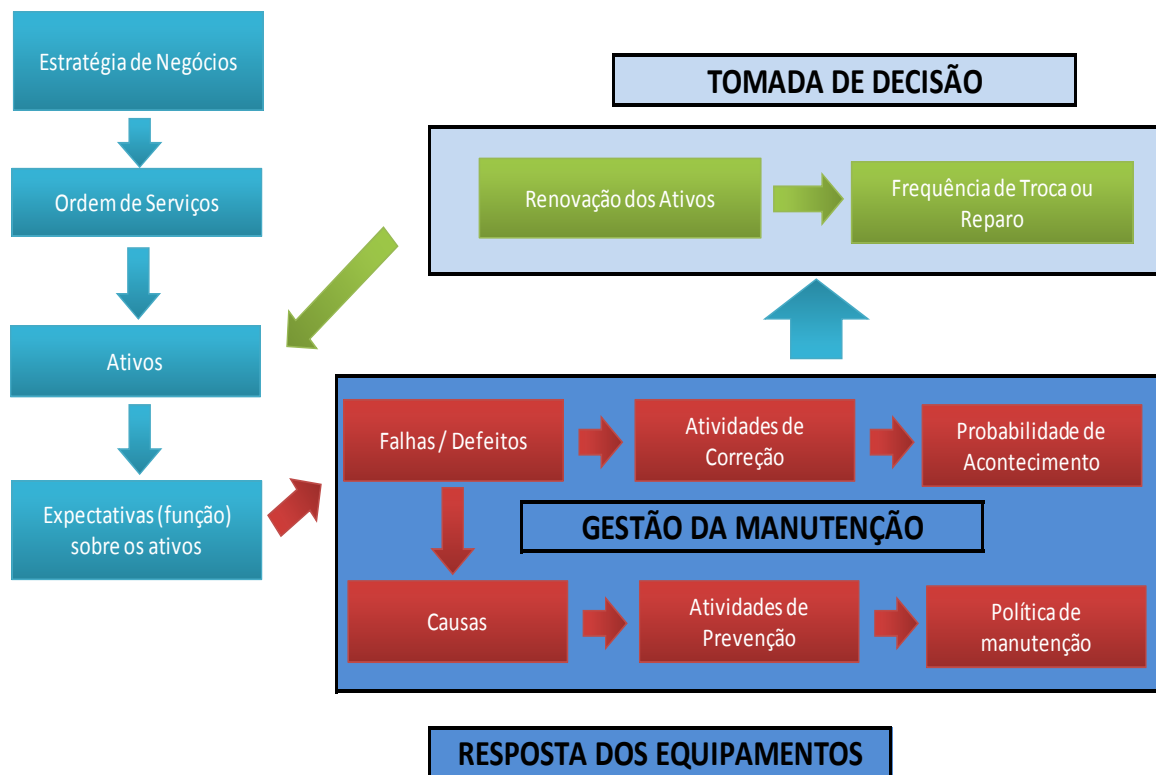 Estratégia de Negócios
Ordem de Serviços
Ativos
Expectativas (função)
sobre os ativos
TOMADA DE DECISÃO
Renovação dos Ativos
Frequência de Troca ou
Reparo
Falhas / Defeitos
Atividades de
Correção
Probabilidade de
Acontecimento
GESTÃO DA MANUTENÇÃO
Causas
Atividades de
Prevenção
Política de
manutenção
RESPOSTA DOS EQUIPAMENTOS